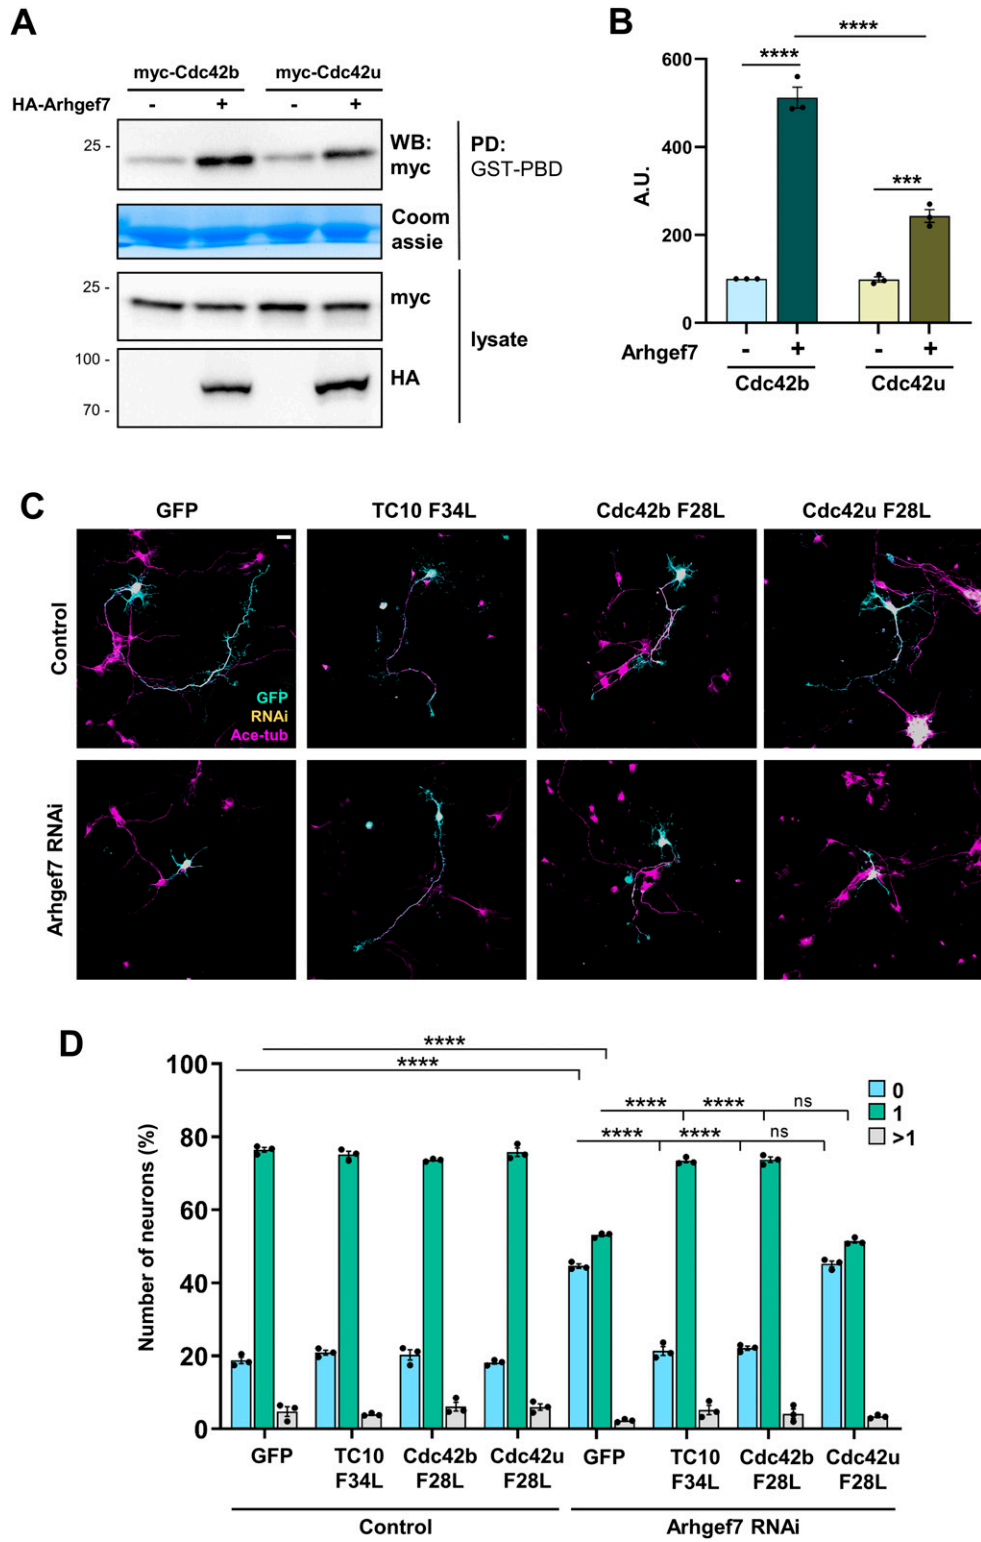 A
myc-Cdc42b myc-Cdc42u
HA-Arhgef7 - + - +
25 - WB: myc PD: GST-PBD
Coom assie
25 - myc
lysate
100 - HA
70 -
B
**** ****
600
400
200
0
A.U.
***
Arhgef7 - + - +
Cdc42b Cdc42u
C
GFP TC10 F34L Cdc42b F28L Cdc42u F28L
Control
GFP
RNAi
Ace-tub
Arhgef7 RNAi
D
Number of neurons (%)
100
80
60
40
20
0
****
****
**** **** ns
**** **** ns
0
1
>1
GFP TC10 F34L Cdc42b F28L Cdc42u F28L GFP TC10 F34L Cdc42b F28L Cdc42u F28L
Control Arhgef7 RNAi